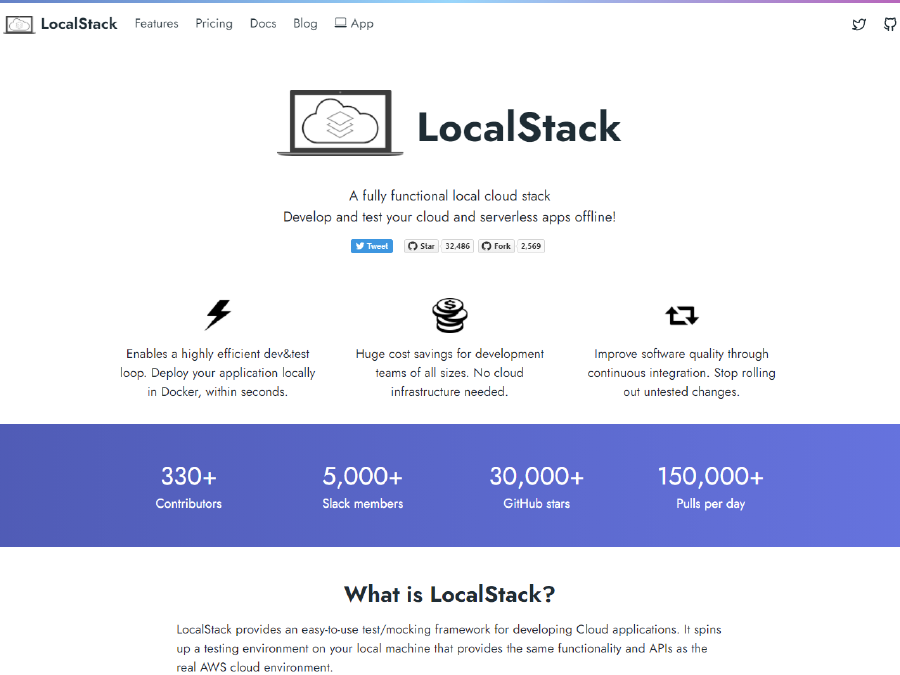 LocalStack Features Pricing Docs Blog App
LocalStack
A fully functional local cloud stack
Develop and test your cloud and serverless apps offline!
Tweet Star 32,486 Fork 2,569
Enables a highly efficient dev&test
loop. Deploy your application locally
in Docker, within seconds.
Huge cost savings for development
teams of all sizes. No cloud
infrastructure needed.
Improve software quality through
continuous integration. Stop rolling
out untested changes.
330+
Contributors
5,000+
Slack members
30,000+
GitHub stars
150,000+
Pulls per day
What is LocalStack?
LocalStack provides an easy-to-use test/mocking framework for developing Cloud applications. It spins
up a testing environment on your local machine that provides the same functionality and APIs as the
real AWS cloud environment.